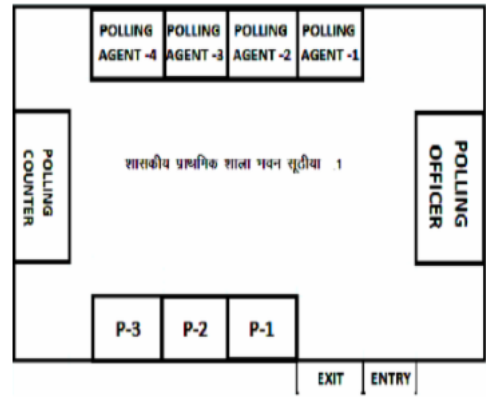 POLLING AGENT -4
POLLING AGENT -3
POLLING AGENT -2
POLLING AGENT -1
POLLING COUNTER
शासकीय प्राथमिक शाला भवन सूठीया .1
POLLING OFFICER
P-3
P-2
P-1
EXIT
ENTRY